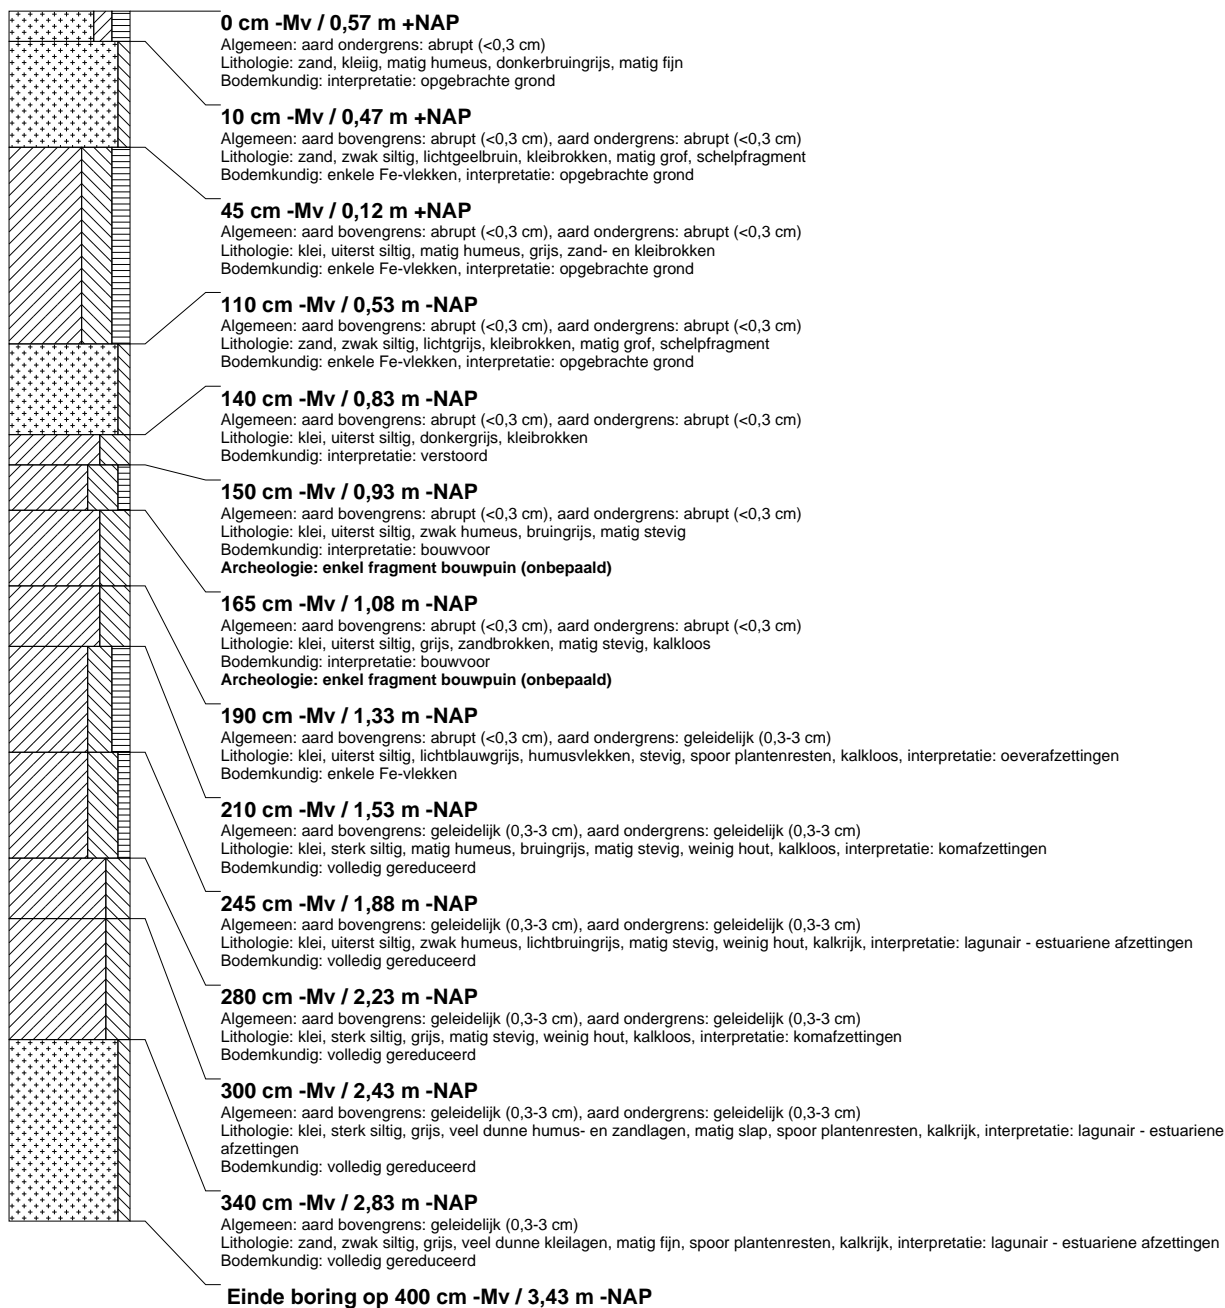 0 cm -Mv / 0,57 m +NAP
Algemeen: aard ondergrens: abrupt (<0,3 cm)
Lithologie: zand, kleiig, matig humeus, donkerbruingrijs, matig fijn
Bodemkundig: interpretatie: opgebrachte grond
10 cm -Mv / 0,47 m +NAP
Algemeen: aard bovengrens: abrupt (<0,3 cm), aard ondergrens: abrupt (<0,3 cm)
Lithologie: zand, zwak siltig, lichtgeelbruin, kleibrokken, matig grof, schelpfragment
Bodemkundig: enkele Fe-vlekken, interpretatie: opgebrachte grond
45 cm -Mv / 0,12 m +NAP
Algemeen: aard bovengrens: abrupt (<0,3 cm), aard ondergrens: abrupt (<0,3 cm)
Lithologie: klei, uiterst siltig, matig humeus, grijs, zand- en kleibrokken
Bodemkundig: enkele Fe-vlekken, interpretatie: opgebrachte grond
110 cm -Mv / 0,53 m -NAP
Algemeen: aard bovengrens: abrupt (<0,3 cm), aard ondergrens: abrupt (<0,3 cm)
Lithologie: zand, zwak siltig, lichtgrijs, kleibrokken, matig grof, schelpfragment
Bodemkundig: enkele Fe-vlekken, interpretatie: opgebrachte grond
140 cm -Mv / 0,83 m -NAP
Algemeen: aard bovengrens: abrupt (<0,3 cm), aard ondergrens: abrupt (<0,3 cm)
Lithologie: klei, uiterst siltig, donkergrijs, kleibrokken
Bodemkundig: interpretatie: verstoord
150 cm -Mv / 0,93 m -NAP
Algemeen: aard bovengrens: abrupt (<0,3 cm), aard ondergrens: abrupt (<0,3 cm)
Lithologie: klei, uiterst siltig, zwak humeus, bruingrijs, matig stevig
Bodemkundig: interpretatie: bouwvoor
Archeologie: enkel fragment bouwpuin (onbepaald)
165 cm -Mv / 1,08 m -NAP
Algemeen: aard bovengrens: abrupt (<0,3 cm), aard ondergrens: abrupt (<0,3 cm)
Lithologie: klei, uiterst siltig, grijs, zandbrokken, matig stevig, kalkloos
Bodemkundig: interpretatie: bouwvoor
Archeologie: enkel fragment bouwpuin (onbepaald)
190 cm -Mv / 1,33 m -NAP
Algemeen: aard bovengrens: abrupt (<0,3 cm), aard ondergrens: geleidelijk (0,3-3 cm)
Lithologie: klei, uiterst siltig, lichtblauwgrijs, humusvlekken, stevig, spoor plantenresten, kalkloos, interpretatie: oeverafzettingen
Bodemkundig: enkele Fe-vlekken
210 cm -Mv / 1,53 m -NAP
Algemeen: aard bovengrens: geleidelijk (0,3-3 cm), aard ondergrens: geleidelijk (0,3-3 cm)
Lithologie: klei, sterk siltig, matig humeus, bruingrijs, matig stevig, weinig hout, kalkloos, interpretatie: komafzettingen
Bodemkundig: volledig gereduceerd
245 cm -Mv / 1,88 m -NAP
Algemeen: aard bovengrens: geleidelijk (0,3-3 cm), aard ondergrens: geleidelijk (0,3-3 cm)
Lithologie: klei, uiterst siltig, zwak humeus, lichtbruingrijs, matig stevig, weinig hout, kalkrijk, interpretatie: lagunair - estuariene afzettingen
Bodemkundig: volledig gereduceerd
280 cm -Mv / 2,23 m -NAP
Algemeen: aard bovengrens: geleidelijk (0,3-3 cm), aard ondergrens: geleidelijk (0,3-3 cm)
Lithologie: klei, sterk siltig, grijs, matig stevig, weinig hout, kalkloos, interpretatie: komafzettingen
Bodemkundig: volledig gereduceerd
300 cm -Mv / 2,43 m -NAP
Algemeen: aard bovengrens: geleidelijk (0,3-3 cm), aard ondergrens: geleidelijk (0,3-3 cm)
Lithologie: klei, sterk siltig, grijs, veel dunne humus- en zandlagen, matig slap, spoor plantenresten, kalkrijk, interpretatie: lagunair - estuariene
afzettingen
Bodemkundig: volledig gereduceerd
340 cm -Mv / 2,83 m -NAP
Algemeen: aard bovengrens: geleidelijk (0,3-3 cm)
Lithologie: zand, zwak siltig, grijs, veel dunne kleilagen, matig fijn, spoor plantenresten, kalkrijk, interpretatie: lagunair - estuariene afzettingen
Bodemkundig: volledig gereduceerd
Einde boring op 400 cm -Mv / 3,43 m -NAP